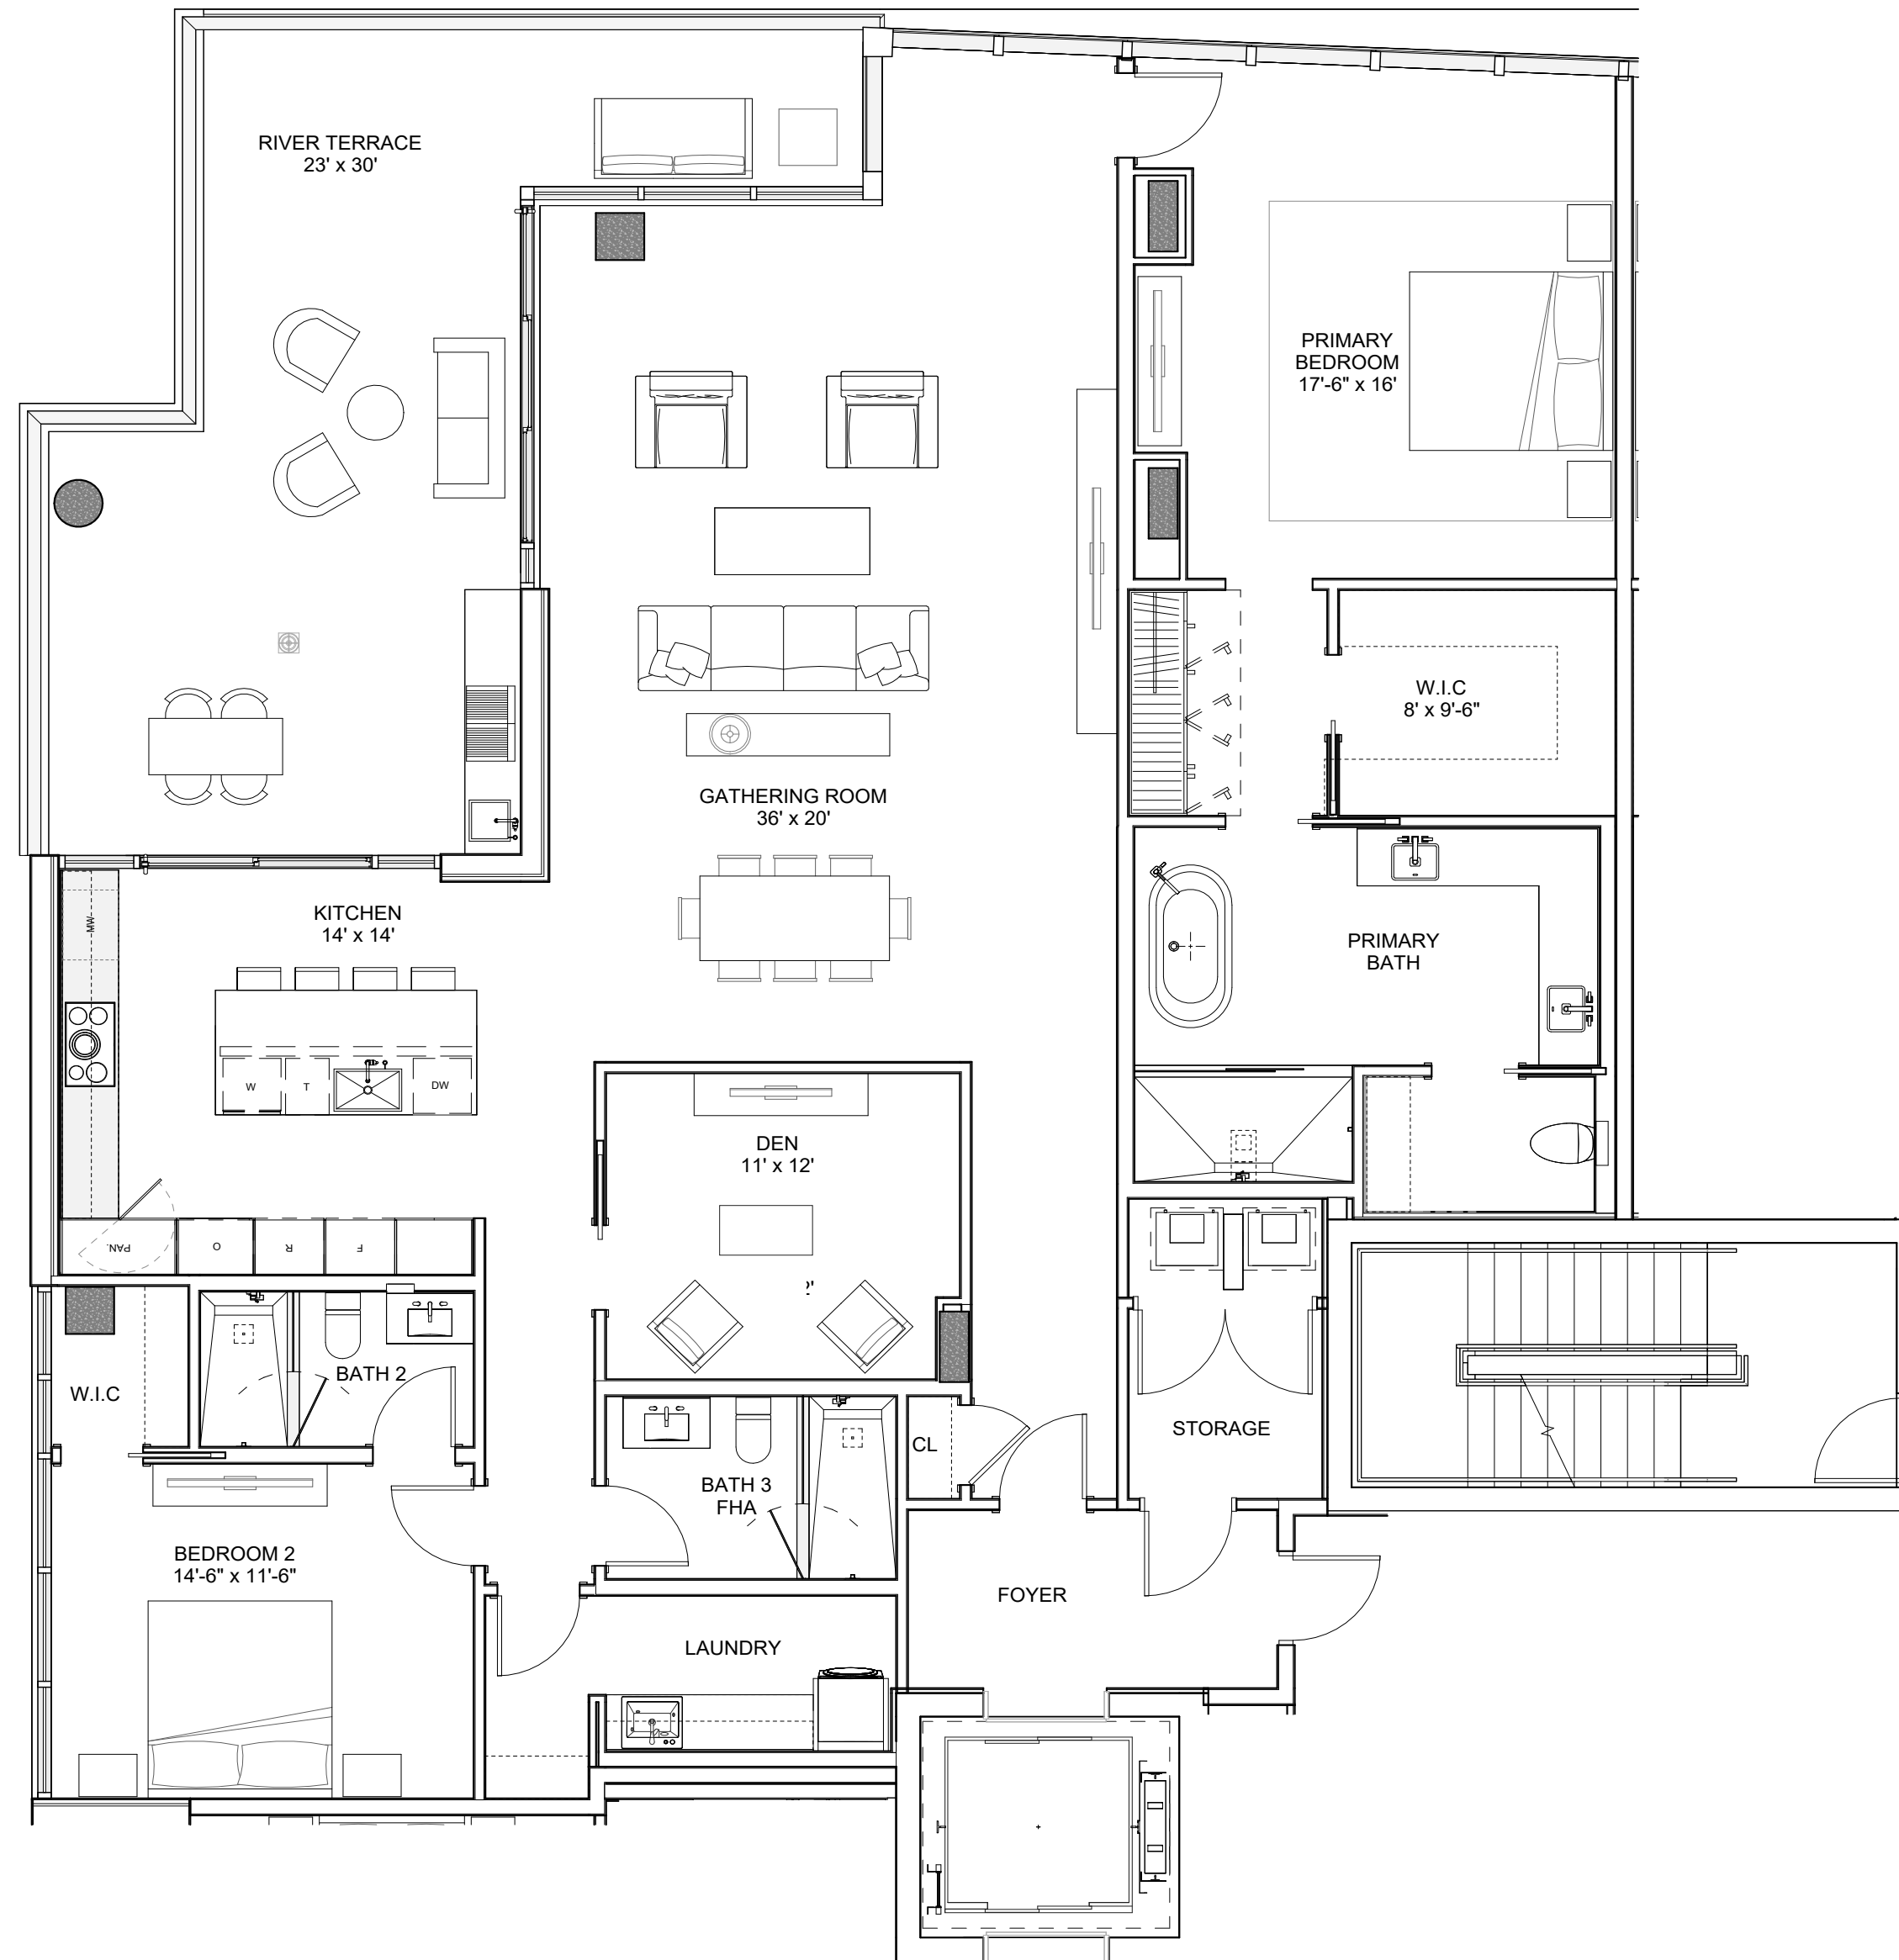 RIVER TERRACE
23' x 30'
PRIMARY
BEDROOM
17'-6" x 16'
W.I.C
8' x 9'-6"
GATHERING ROOM
36' x 20'
KITCHEN
14' x 14'
MW
PRIMARY
BATH
W
T
DW
DEN
11' x 12'
2'
PAN.
O
R
F
BATH 2
W.I.C
STORAGE
CL
BATH 3
FHA
BEDROOM 2
14'-6" x 11'-6"
FOYER
LAUNDRY